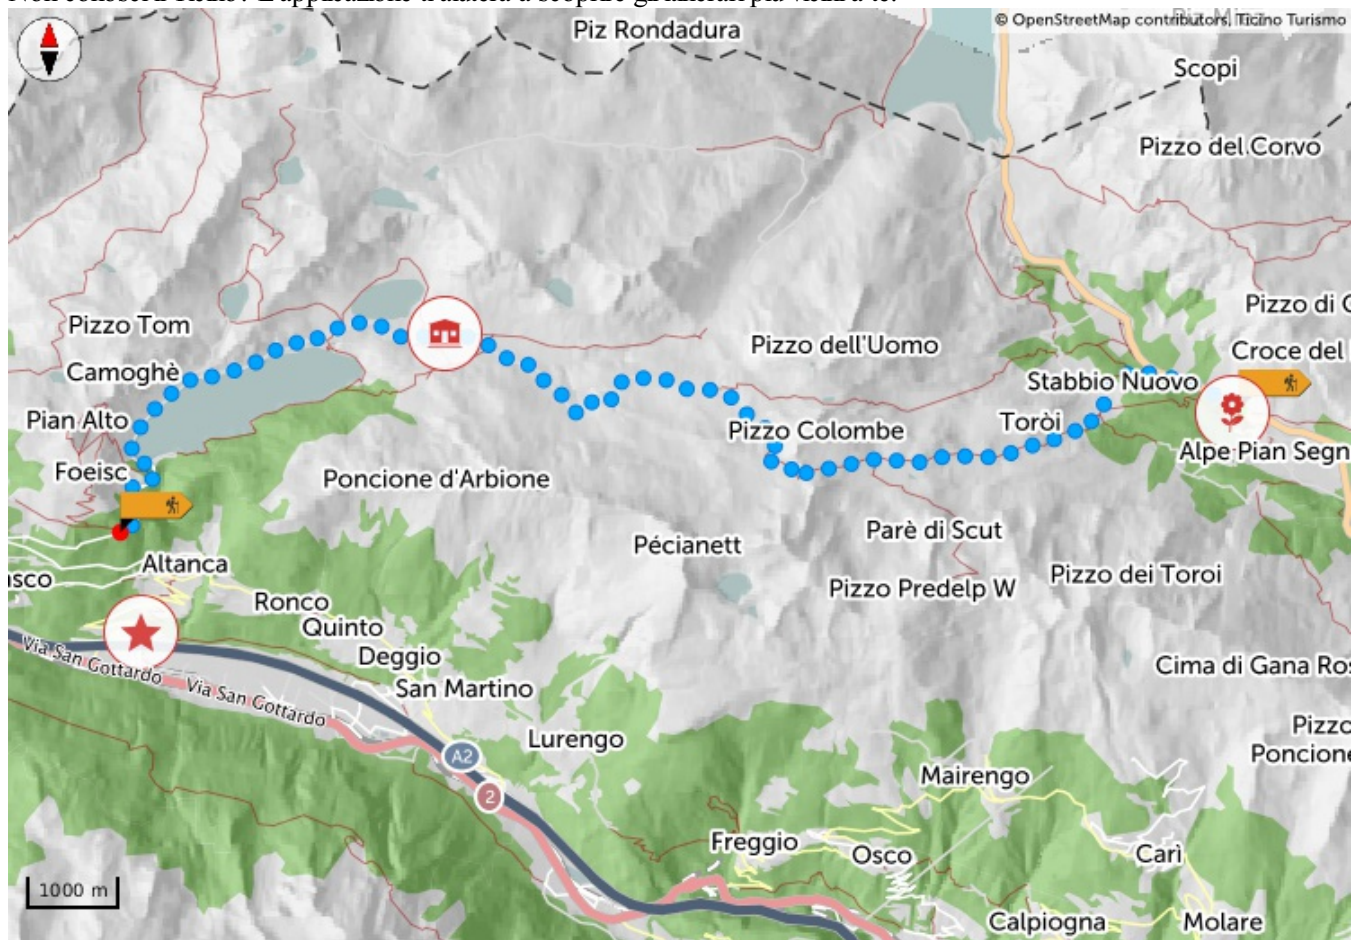 © OpenStreetMap contributors, Ticino Turismo
Piz Rondadura
Scopi
Pizzo del Corvo
Pizzo di
Pizzo Tom
Pizzo dell'Uomo
Croce del
Camoghè
Stabbio Nuovo
Pian Alto
Toròi
Pizzo Colombe
Alpe Pian Segn
Foeisc
Poncione d'Arbione
Parè di Scut
Pécianett
Altanca
asco
Pizzo dei Toroi
Pizzo Predelp W
Ronco
Quinto
Via San Gottardo
Deggio
Cima di Gana Ros
Via San Gottardo
San Martino
Pizzo
Lurengo
Poncione
A2
Mairengo
2
Freggio
Osco
Carì
1000 m
Calpiogna
Molare